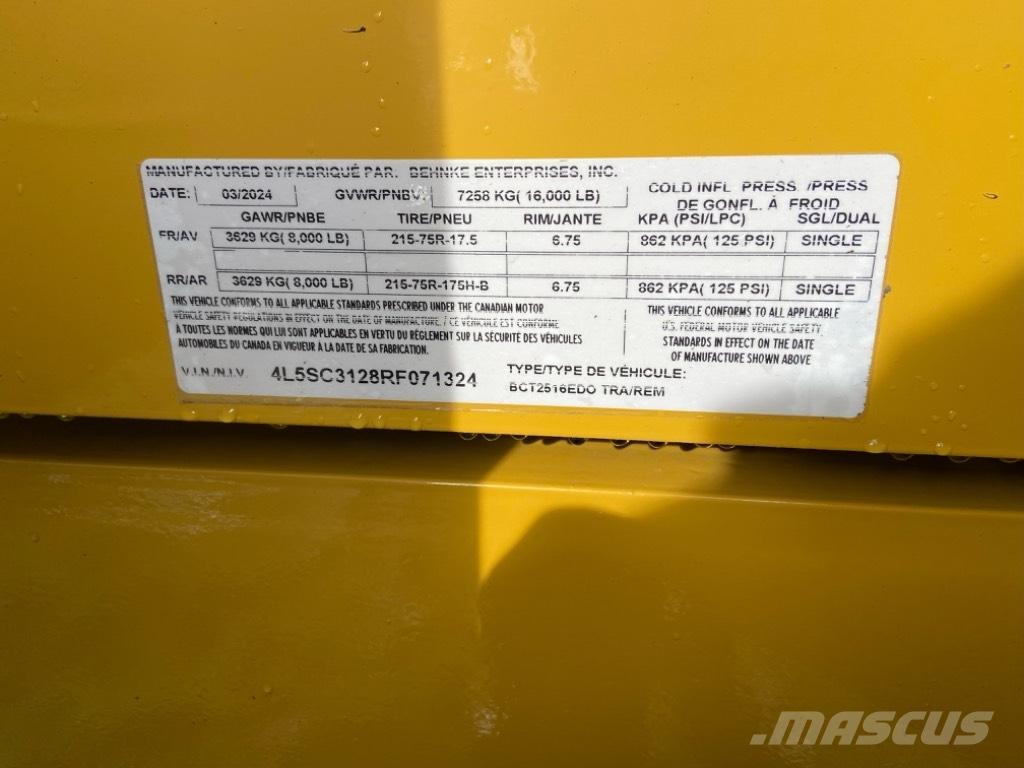 MANUFACTURED BY/FABRIQUÉ PAR. BEHNKE ENTERPRISES, INC.
DATE: 03/2024 GVWR/PNBV: 7258 KG( 16,000 LB) COLD INFL PRESS /PRESS
DE GONFL. À FROID
GAWR/PNBE TIRE/PNEU RIM/JANTE KPA (PSI/LPC) SGL/DUAL
FR/AV 3629 KG( 8,000 LB) 215-75R-17.5 6.75 862 KPA( 125 PSI) SINGLE
RR/AR 3629 KG( 8,000 LB) 215-75R-175H-B 6.75 862 KPA( 125 PSI) SINGLE
THIS VEHICLE CONFORMS TO ALL APPLICABLE STANDARDS PRESCRIBED UNDER THE CANADIAN MOTOR
VEHICLE SAFETY REGULATIONS IN EFFECT ON THE DATE OF MANUFACTURE. / CE VÉHICULE EST CONFORME
À TOUTES LES NORMES QUI LUI SONT APPLICABLES EN VERTU DU RÈGLEMENT SUR LA SÉCURITÉ DES VÉHICULES
AUTOMOBILES DU CANADA EN VIGUEUR À LA DATE DE SA FABRICATION.
THIS VEHICLE CONFORMS TO ALL APPLICABLE
U.S. FEDERAL MOTOR VEHICLE SAFETY
STANDARDS IN EFFECT ON THE DATE
OF MANUFACTURE SHOWN ABOVE
V.I.N./N.I.V. 4L5SC3128RF071324 TYPE/TYPE DE VÉHICULE:
BCT2516EDO TRA/REM
MASCUS